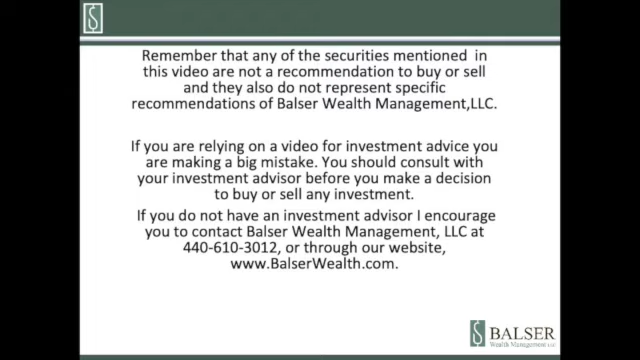 Remember that any of the securities mentioned in
this video are not a recommendation to buy or sell
and they also do not represent specific
recommendations of Balser Wealth Management,LLC.
If you are relying on a video for investment advice you
are making a big mistake. You should consult with
your investment advisor before you make a decision
to buy or sell any investment.
If you do not have an investment advisor I encourage
you to contact Balser Wealth Management, LLC at
440-610-3012, or through our website,
www.BalserWealth.com.
BALSER
Wealth Management LLC